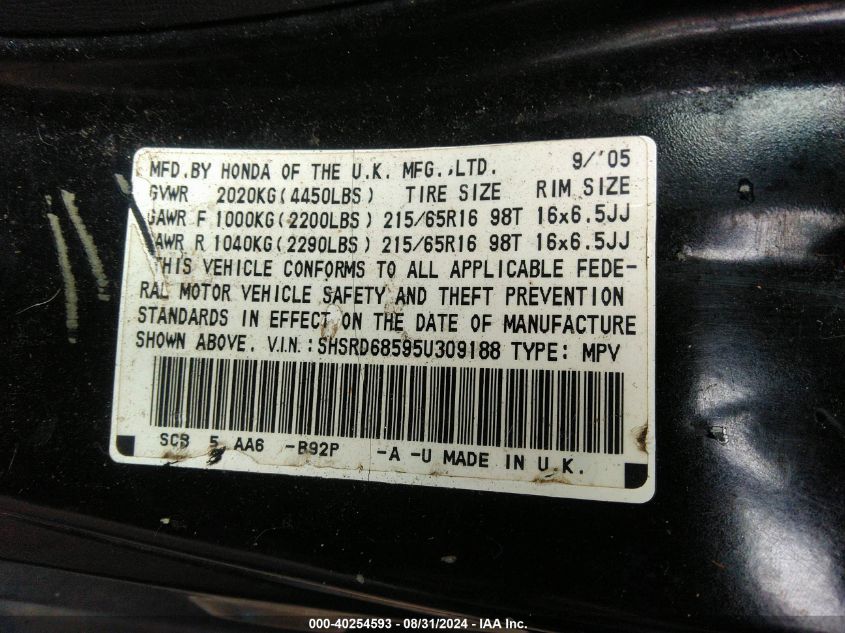 MFD.BY HONDA OF THE U.K. MFG.,LTD. 9/'05
GVWR 2020KG(4450LBS) TIRE SIZE RIM SIZE
GAWR F 1000KG(2200LBS) 215/65R16 98T 16x6.5JJ
GAWR R 1040KG(2290LBS) 215/65R16 98T 16x6.5JJ
THIS VEHICLE CONFORMS TO ALL APPLICABLE FEDE-
RAL MOTOR VEHICLE SAFETY AND THEFT PREVENTION
STANDARDS IN EFFECT ON THE DATE OF MANUFACTURE
SHOWN ABOVE. V.I.N.: SHSRD68595U309188 TYPE: MPV
SCB 5 AA6 -B92P -A -U MADE IN U.K.
000-40254593 - 08/31/2024 - IAA Inc.